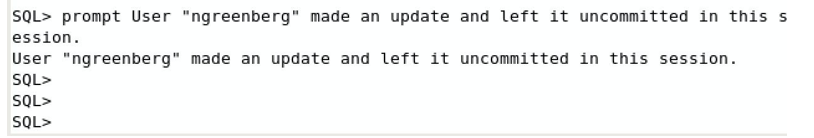 SQL> prompt User "ngreenberg" made an update and left it uncommitted in this s
ession.
User "ngreenberg" made an update and left it uncommitted in this session.
SQL>
SQL>
SQL>